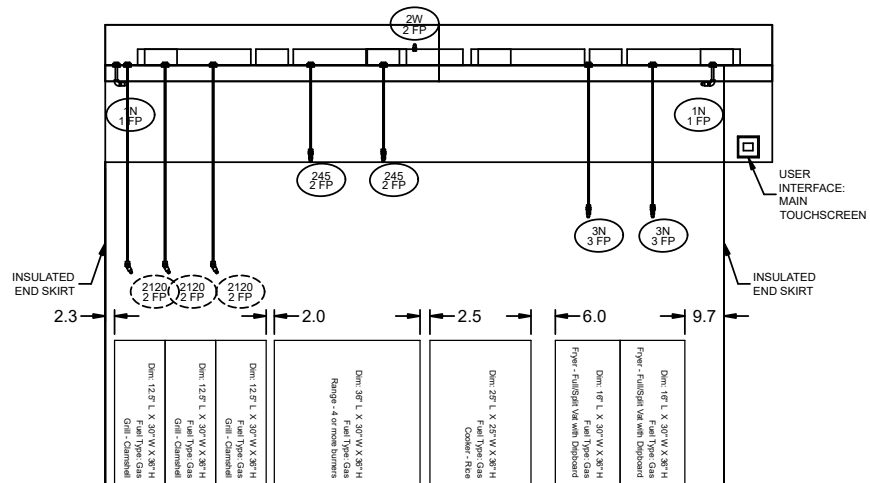 2W
2 FP
1N
1 FP
1N
1 FP
245
2 FP
245
2 FP
USER
INTERFACE:
MAIN
TOUCHSCREEN
3N
3 FP
3N
3 FP
INSULATED
END SKIRT
2120
2 FP
2120
2 FP
2120
2 FP
INSULATED
END SKIRT
2.3
2.0
2.5
6.0
9.7
Dim: 12.5" L X 30" W X 36" H
Fuel Type: Gas
Grill - Clamshell
Dim: 12.5" L X 30" W X 36" H
Fuel Type: Gas
Grill - Clamshell
Dim: 12.5" L X 30" W X 36" H
Fuel Type: Gas
Grill - Clamshell
Dim: 36" L X 30" W X 36" H
Fuel Type: Gas
Range - 4 or more burners
Dim: 25" L X 25" W X 36" H
Fuel Type: Gas
Cooker - Rice
Dim: 16" L X 30" W X 36" H
Fuel Type: Gas
Fryer - Full/Split Vat with Dripboard
Dim: 16" L X 30" W X 36" H
Fuel Type: Gas
Fryer - Full/Split Vat with Dripboard